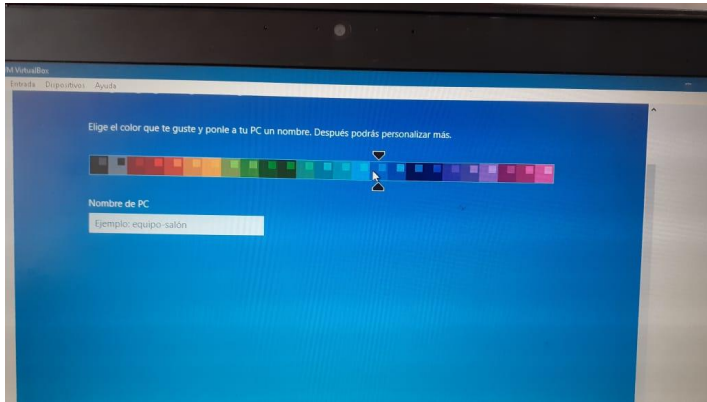 M VirtualBox
Entrada Dispositivos Ayuda
Elige el color que te guste y ponle a tu PC un nombre. Después podrás personalizar más.
Nombre de PC
Ejemplo: equipo-salón